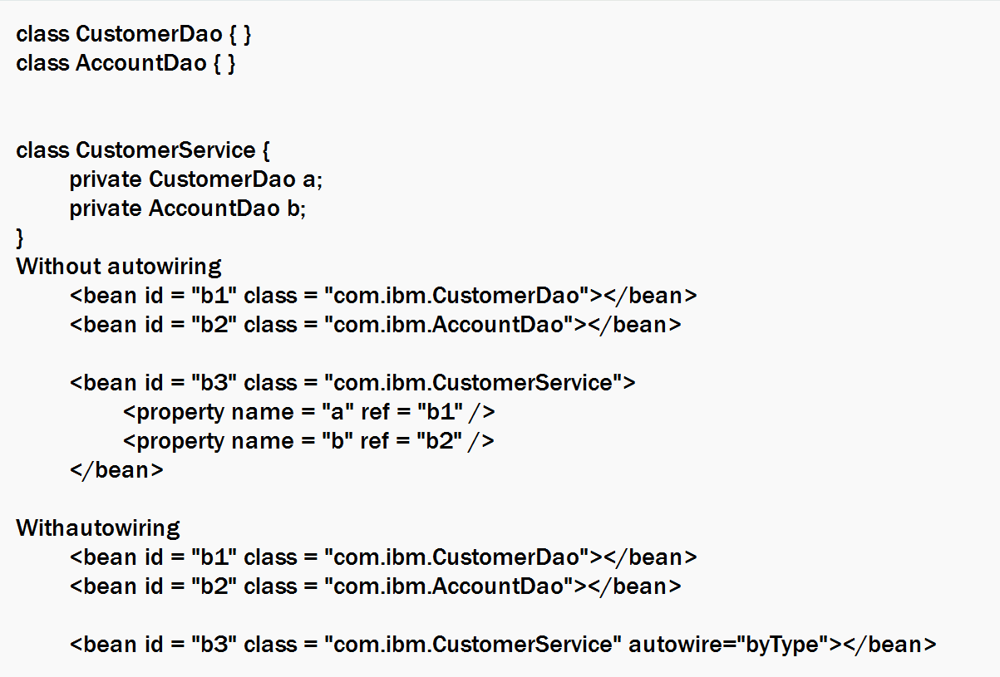 class CustomerDao { }
class AccountDao { }
class CustomerService {
private CustomerDao a;
private AccountDao b;
}
Without autowiring
<bean id = "b1" class = "com.ibm.CustomerDao"></bean>
<bean id = "b2" class = "com.ibm.AccountDao"></bean>
<bean id = "b3" class = "com.ibm.CustomerService">
<property name = "a" ref = "b1" />
<property name = "b" ref = "b2" />
</bean>
Withautowiring
<bean id = "b1" class = "com.ibm.CustomerDao"></bean>
<bean id = "b2" class = "com.ibm.AccountDao"></bean>
<bean id = "b3" class = "com.ibm.CustomerService" autowire="byType"></bean>